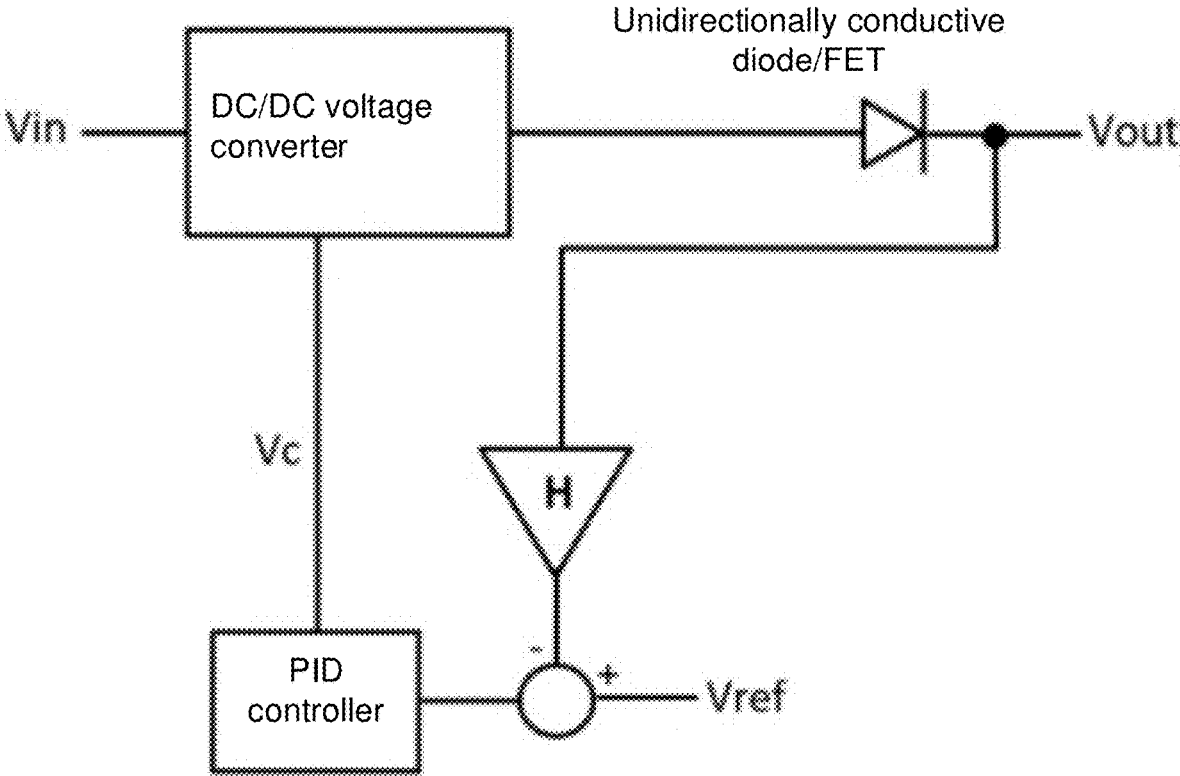 Unidirectionally conductive
diode/FET
DC/DC voltage
converter
Vin
Vout
Vc
H
-
+
Vref
PID
controller